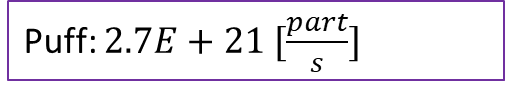 Puff: 2.7E + 21 [part/s]